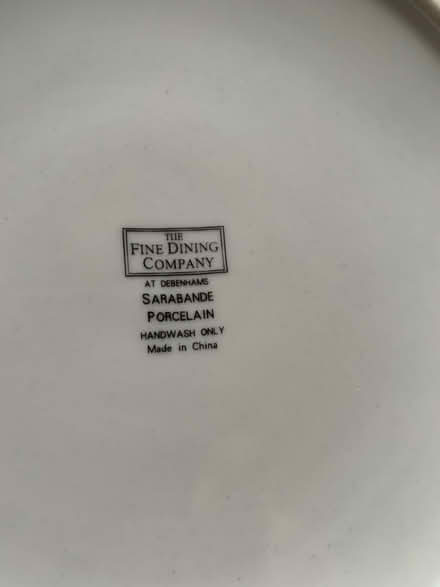 THE
FINE DINING
COMPANY
AT DEBENHAMS
SARABANDE
PORCELAIN
HANDWASH ONLY
Made in China